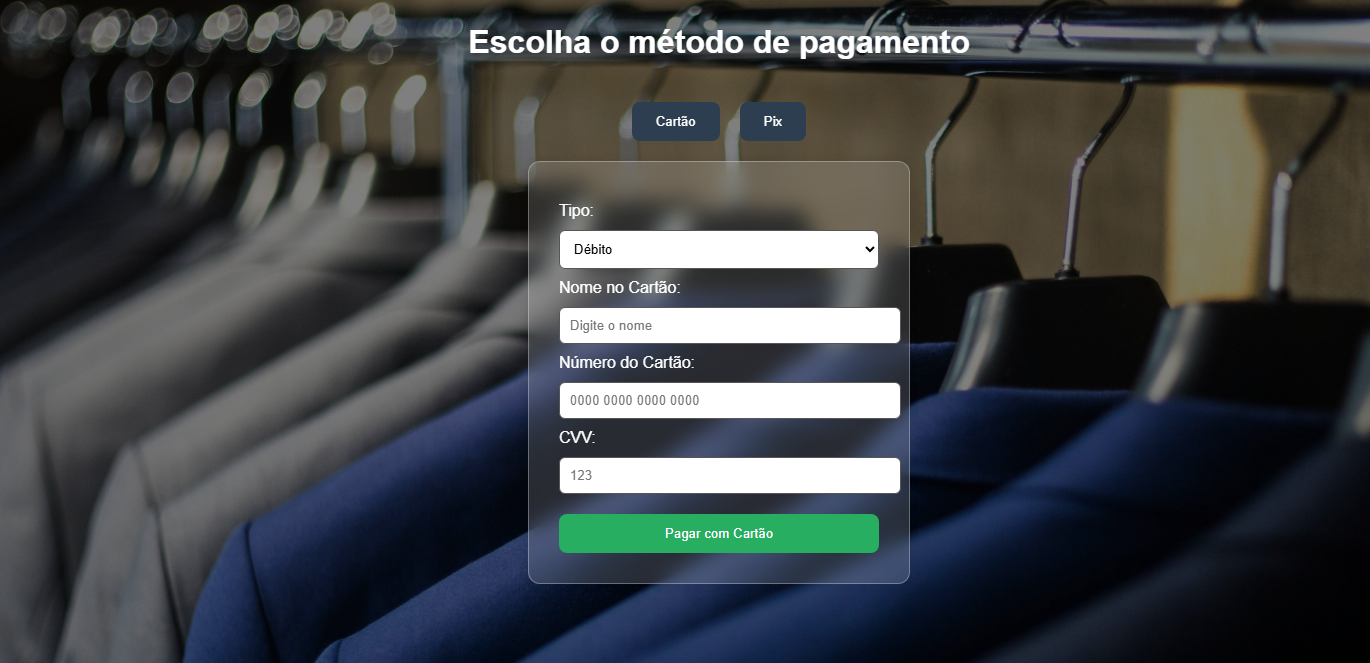 Escolha o método de pagamento
Cartão Pix
Tipo:
Débito
Nome no Cartão:
Digite o nome
Número do Cartão:
0000 0000 0000 0000
CVV:
123
Pagar com Cartão